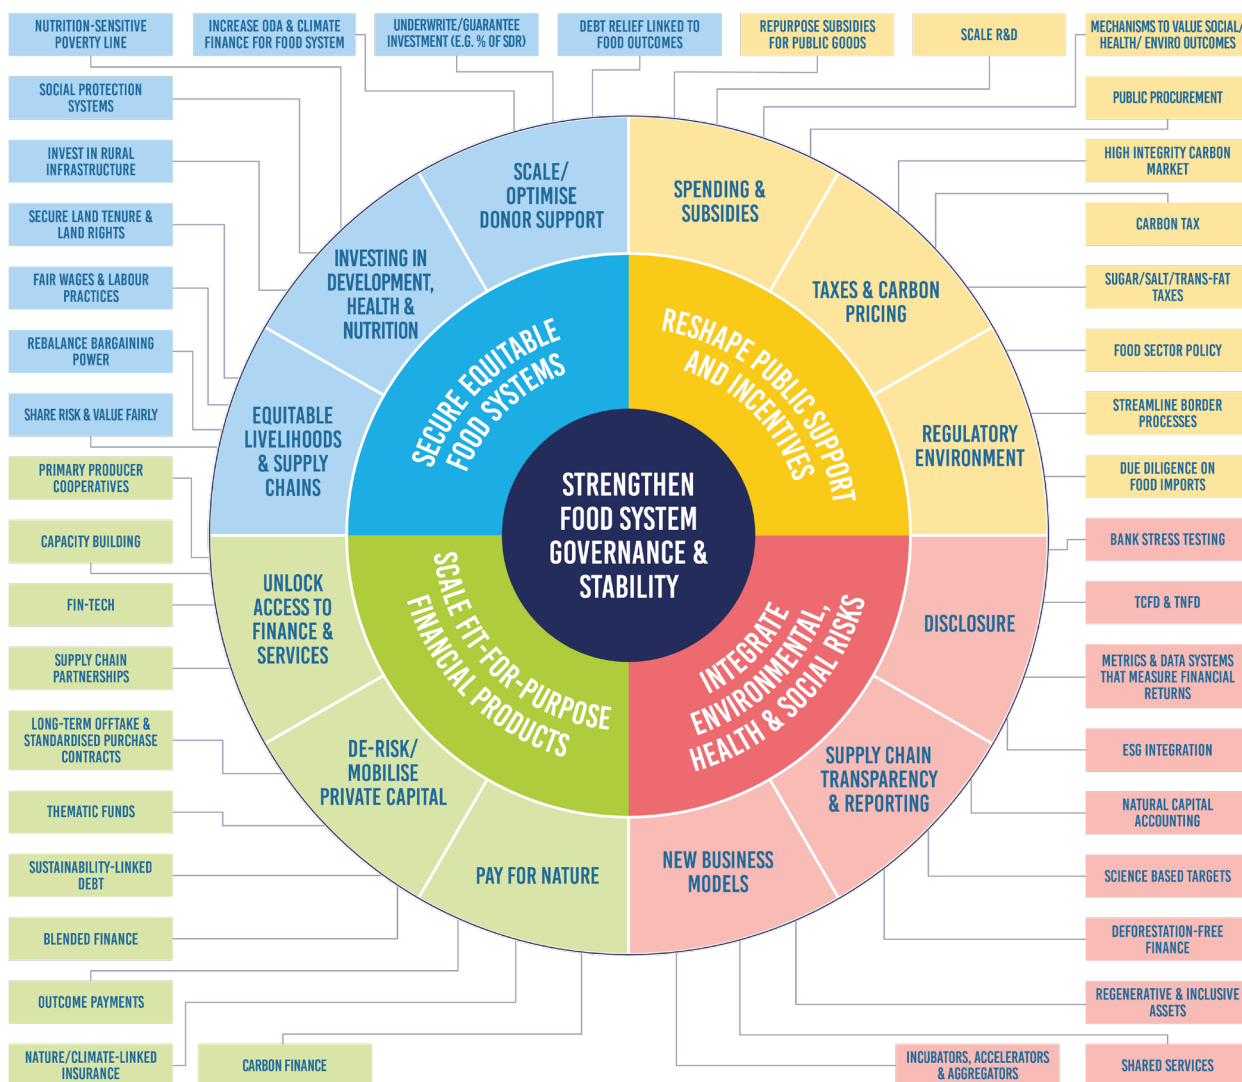 NUTRITION-SENSITIVE
POVERTY LINE
INCREASE ODA & CLIMATE
FINANCE FOR FOOD SYSTEM
UNDERWRITE/GUARANTEE
INVESTMENT (E.G. % OF SDR)
DEBT RELIEF LINKED TO
FOOD OUTCOMES
REPURPOSE SUBSIDIES
FOR PUBLIC GOODS
SCALE R&D
MECHANISMS TO VALUE SOCIAL/
HEALTH/ ENVIRO OUTCOMES
SOCIAL PROTECTION
SYSTEMS
INVEST IN RURAL
INFRASTRUCTURE
SECURE LAND TENURE &
LAND RIGHTS
FAIR WAGES & LABOUR
PRACTICES
REBALANCE BARGAINING
POWER
SHARE RISK & VALUE FAIRLY
PRIMARY PRODUCER
COOPERATIVES
CAPACITY BUILDING
FIN-TECH
SUPPLY CHAIN
PARTNERSHIPS
LONG-TERM OFFTAKE &
STANDARDISED PURCHASE
CONTRACTS
THEMATIC FUNDS
SUSTAINABILITY-LINKED
DEBT
BLENDED FINANCE
OUTCOME PAYMENTS
NATURE/CLIMATE-LINKED
INSURANCE
CARBON FINANCE
SCALE/
OPTIMISE
DONOR SUPPORT
SPENDING &
SUBSIDIES
INVESTING IN
DEVELOPMENT,
HEALTH &
NUTRITION
TAXES & CARBON
PRICING
EQUITABLE
LIVELIHOODS
& SUPPLY
CHAINS
REGULATORY
ENVIRONMENT
SECURE EQUITABLE
FOOD SYSTEMS
RESHAPE PUBLIC SUPPORT
AND INCENTIVES
STRENGTHEN
FOOD SYSTEM
GOVERNANCE &
STABILITY
SCALE FIT-FOR-PURPOSE
FINANCIAL PRODUCTS
INTEGRATE
ENVIRONMENTAL,
HEALTH & SOCIAL RISKS
UNLOCK
ACCESS TO
FINANCE &
SERVICES
DISCLOSURE
DE-RISK/
MOBILISE
PRIVATE CAPITAL
SUPPLY CHAIN
TRANSPARENCY
& REPORTING
PAY FOR NATURE
NEW BUSINESS
MODELS
PUBLIC PROCUREMENT
HIGH INTEGRITY CARBON
MARKET
CARBON TAX
SUGAR/SALT/TRANS-FAT
TAXES
FOOD SECTOR POLICY
STREAMLINE BORDER
PROCESSES
DUE DILIGENCE ON
FOOD IMPORTS
BANK STRESS TESTING
TCFD & TNFD
METRICS & DATA SYSTEMS
THAT MEASURE FINANCIAL
RETURNS
ESG INTEGRATION
NATURAL CAPITAL
ACCOUNTING
SCIENCE BASED TARGETS
DEFORESTATION-FREE
FINANCE
REGENERATIVE & INCLUSIVE
ASSETS
INCUBATORS, ACCELERATORS
& AGGREGATORS
SHARED SERVICES